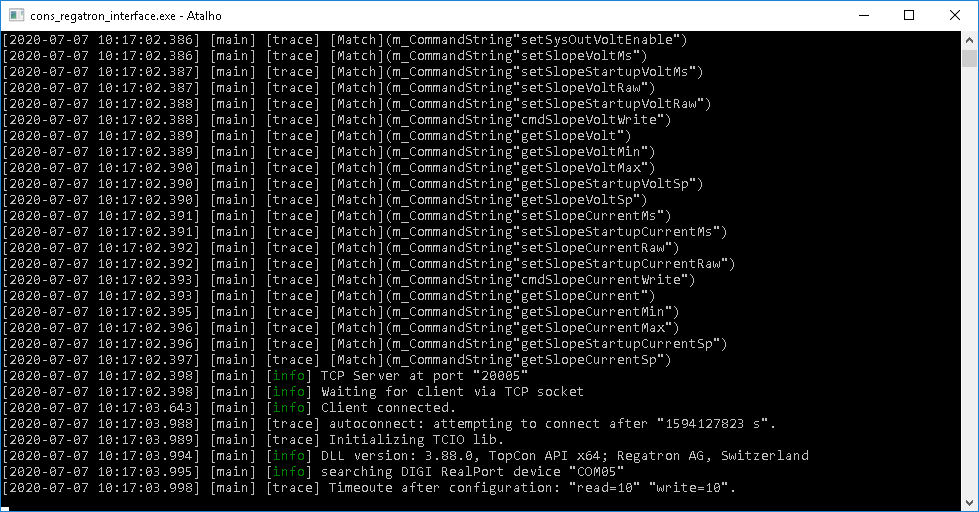 cons_regatron_interface.exe - Atalho
[2020-07-07 10:17:02.386] [main] [trace] [Match](m_CommandString"setSysOutVoltEnable")
[2020-07-07 10:17:02.386] [main] [trace] [Match](m_CommandString"setSlopeVoltMs")
[2020-07-07 10:17:02.387] [main] [trace] [Match](m_CommandString"setSlopeStartupVoltMs")
[2020-07-07 10:17:02.387] [main] [trace] [Match](m_CommandString"setSlopeVoltRaw")
[2020-07-07 10:17:02.388] [main] [trace] [Match](m_CommandString"setSlopeStartupVoltRaw")
[2020-07-07 10:17:02.388] [main] [trace] [Match](m_CommandString"cmdSlopeVoltWrite")
[2020-07-07 10:17:02.389] [main] [trace] [Match](m_CommandString"getSlopeVolt")
[2020-07-07 10:17:02.389] [main] [trace] [Match](m_CommandString"getSlopeVoltMin")
[2020-07-07 10:17:02.390] [main] [trace] [Match](m_CommandString"getSlopeVoltMax")
[2020-07-07 10:17:02.390] [main] [trace] [Match](m_CommandString"getSlopeStartupVoltSp")
[2020-07-07 10:17:02.390] [main] [trace] [Match](m_CommandString"getSlopeVoltSp")
[2020-07-07 10:17:02.391] [main] [trace] [Match](m_CommandString"setSlopeCurrentMs")
[2020-07-07 10:17:02.391] [main] [trace] [Match](m_CommandString"setSlopeStartupCurrentMs")
[2020-07-07 10:17:02.392] [main] [trace] [Match](m_CommandString"setSlopeCurrentRaw")
[2020-07-07 10:17:02.392] [main] [trace] [Match](m_CommandString"setSlopeStartupCurrentRaw")
[2020-07-07 10:17:02.393] [main] [trace] [Match](m_CommandString"cmdSlopeCurrentWrite")
[2020-07-07 10:17:02.393] [main] [trace] [Match](m_CommandString"getSlopeCurrent")
[2020-07-07 10:17:02.395] [main] [trace] [Match](m_CommandString"getSlopeCurrentMin")
[2020-07-07 10:17:02.396] [main] [trace] [Match](m_CommandString"getSlopeCurrentMax")
[2020-07-07 10:17:02.396] [main] [trace] [Match](m_CommandString"getSlopeStartupCurrentSp")
[2020-07-07 10:17:02.397] [main] [trace] [Match](m_CommandString"getSlopeCurrentSp")
[2020-07-07 10:17:02.398] [main] [info] TCP Server at port "20005"
[2020-07-07 10:17:02.398] [main] [info] Waiting for client via TCP socket
[2020-07-07 10:17:03.643] [main] [info] Client connected.
[2020-07-07 10:17:03.988] [main] [trace] autoconnect: attempting to connect after "1594127823 s".
[2020-07-07 10:17:03.989] [main] [trace] Initializing TCIO lib.
[2020-07-07 10:17:03.994] [main] [info] DLL version: 3.88.0, TopCon API x64; Regatron AG, Switzerland
[2020-07-07 10:17:03.995] [main] [info] searching DIGI RealPort device "COM05"
[2020-07-07 10:17:03.998] [main] [trace] Timeoute after configuration: "read=10" "write=10".